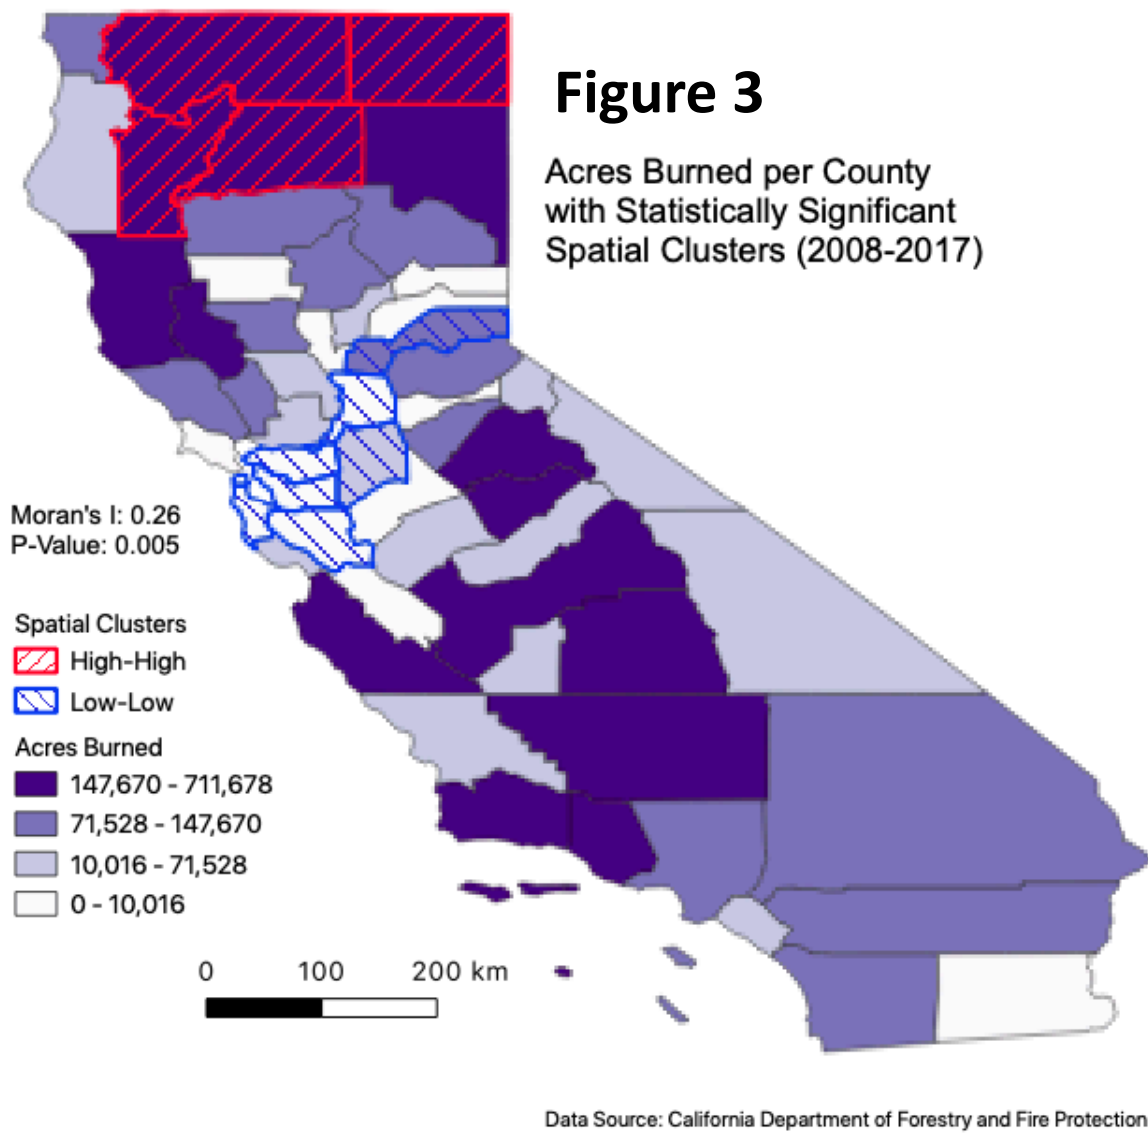 Figure 3
Acres Burned per County
with Statistically Significant
Spatial Clusters (2008-2017)
Moran's I: 0.26
P-Value: 0.005
Spatial Clusters
High-High
Low-Low
Acres Burned
147,670 - 711,678
71,528 - 147,670
10,016 - 71,528
0 - 10,016
0 100 200 km
Data Source: California Department of Forestry and Fire Protection